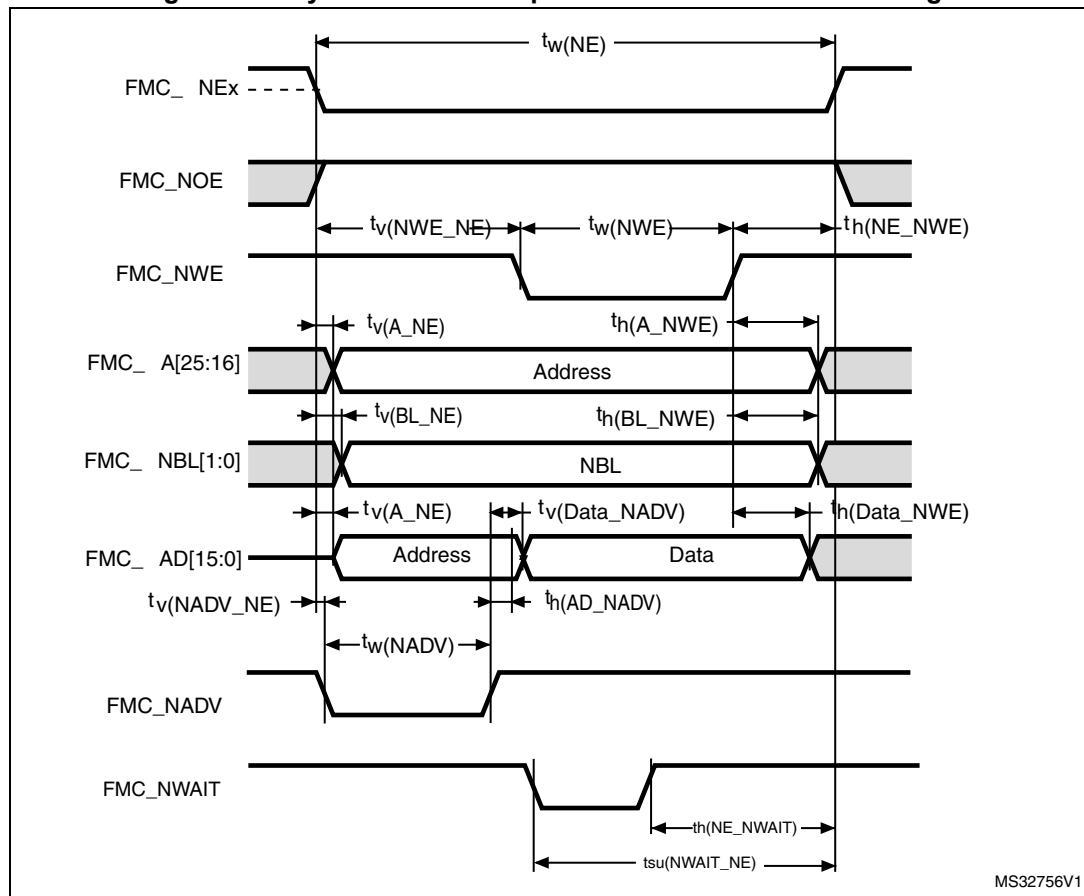 tw(NE)
FMC_ NEx
FMC_NOE
tv(NWE_NE)
tw(NWE)
th(NE_NWE)
FMC_NWE
tv(A_NE)
th(A_NWE)
FMC_ A[25:16]
Address
tv(BL_NE)
th(BL_NWE)
FMC_ NBL[1:0]
NBL
tv(A_NE)
tv(Data_NADV)
th(Data_NWE)
FMC_ AD[15:0]
Address
Data
tv(NADV_NE)
th(AD_NADV)
tw(NADV)
FMC_NADV
FMC_NWAIT
th(NE_NWAIT)
tsu(NWAIT_NE)
MS32756V1